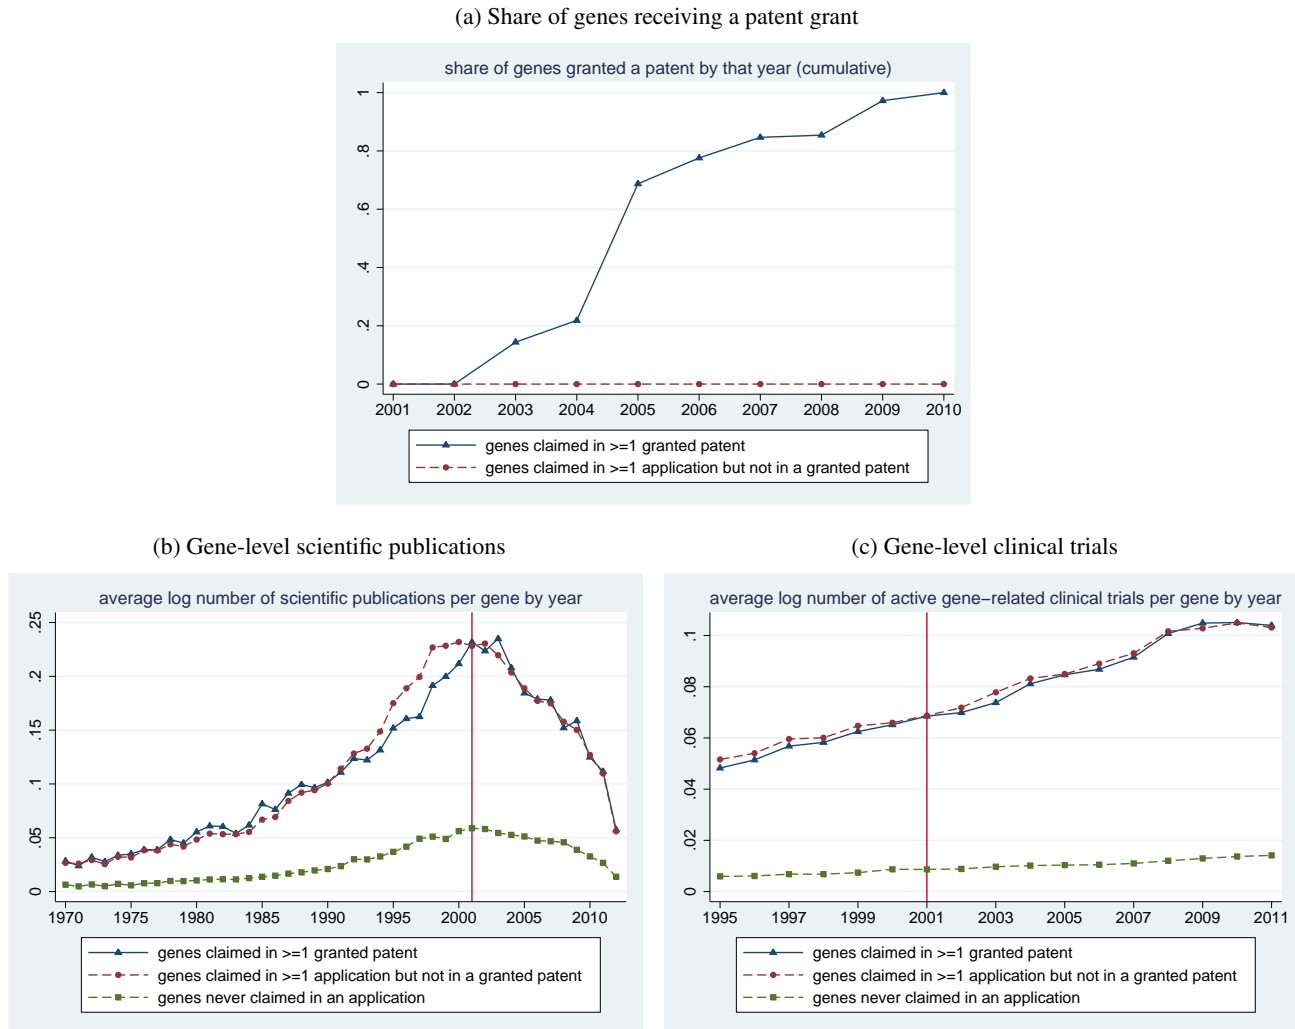 (a) Share of genes receiving a patent grant
share of genes granted a patent by that year (cumulative)
1
.8
.6
.4
.2
0
2001 2002 2003 2004 2005 2006 2007 2008 2009 2010
genes claimed in >=1 granted patent
genes claimed in >=1 application but not in a granted patent
(b) Gene-level scientific publications
average log number of scientific publications per gene by year
.25
.2
.15
.1
.05
0
1970 1975 1980 1985 1990 1995 2000 2005 2010
genes claimed in >=1 granted patent
genes claimed in >=1 application but not in a granted patent
genes never claimed in an application
(c) Gene-level clinical trials
average log number of active gene−related clinical trials per gene by year
.1
.08
.06
.04
.02
0
1995 1997 1999 2001 2003 2005 2007 2009 2011
genes claimed in >=1 granted patent
genes claimed in >=1 application but not in a granted patent
genes never claimed in an application